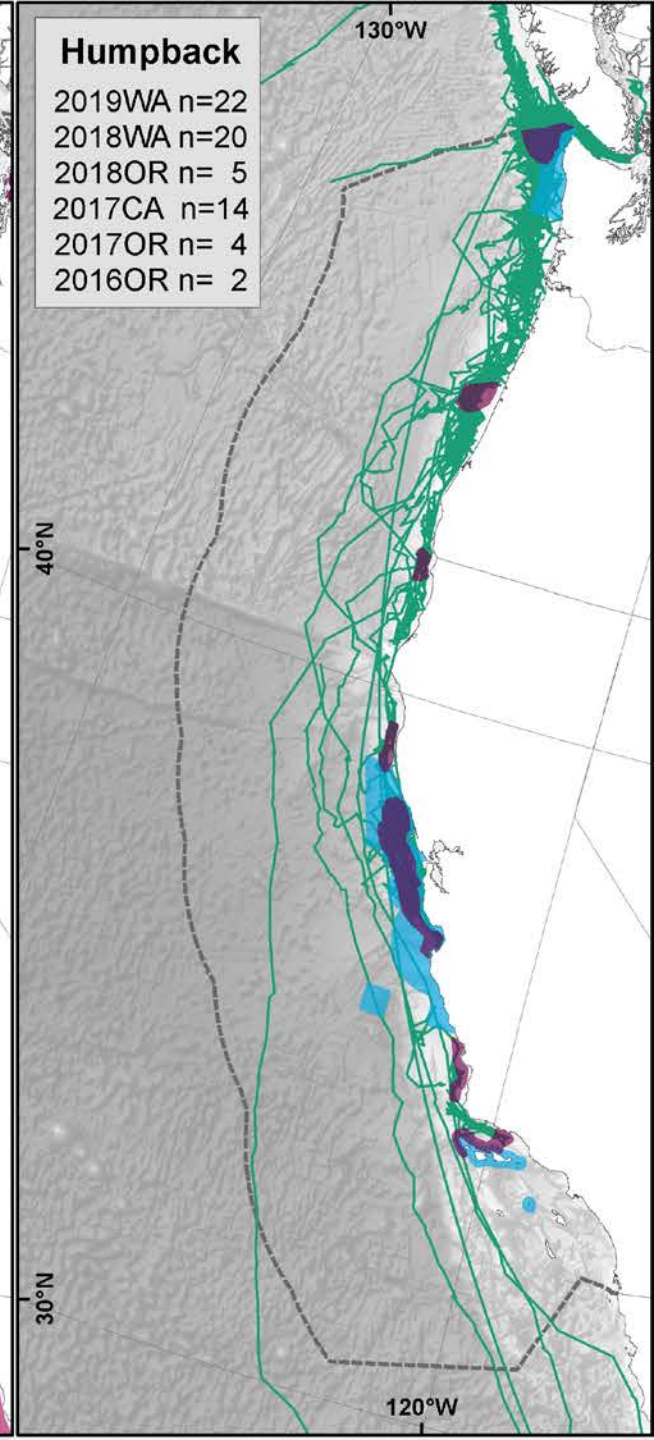 130°W
Humpback
2019WA n=22
2018WA n=20
2018OR n= 5
2017CA n=14
2017OR n= 4
2016OR n= 2
40°N
30°N
120°W